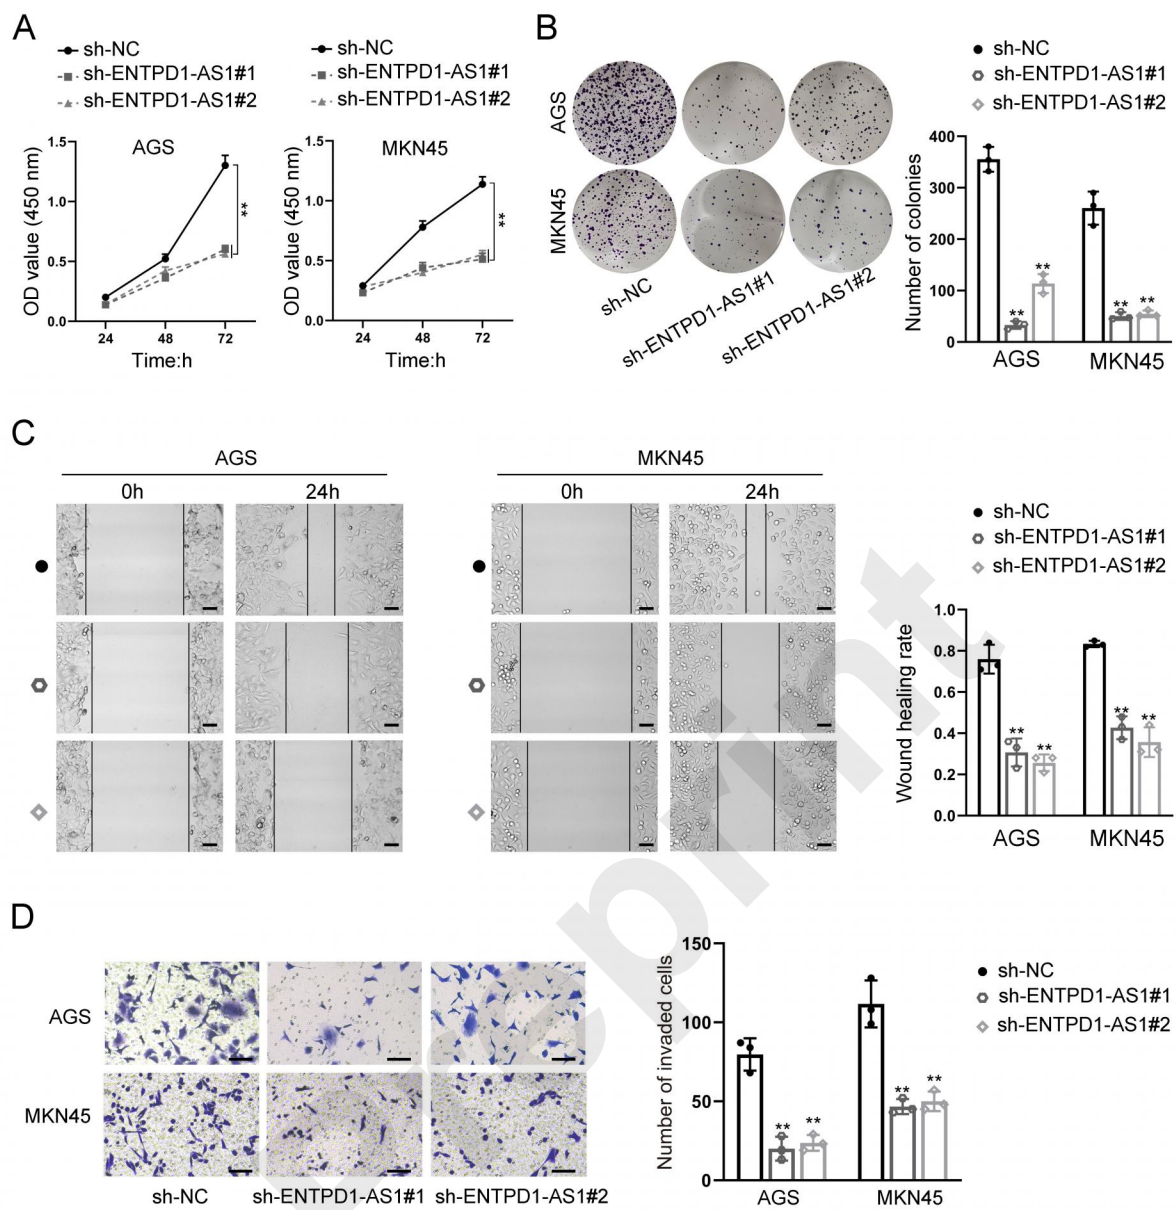 A
sh-NC
sh-ENTPD1-AS1#1
sh-ENTPD1-AS1#2
sh-NC
sh-ENTPD1-AS1#1
sh-ENTPD1-AS1#2
AGS
OD value (450 nm)
1.5
1.0
0.5
0.0
24
48
72
Time:h
**
MKN45
OD value (450 nm)
1.5
1.0
0.5
0.0
24
48
72
Time:h
**
B
AGS
MKN45
sh-NC
sh-ENTPD1-AS1#1
sh-ENTPD1-AS1#2
sh-NC
sh-ENTPD1-AS1#1
sh-ENTPD1-AS1#2
Number of colonies
400
300
200
100
0
**
**
**
**
AGS
MKN45
C
AGS
0h
24h
MKN45
0h
24h
sh-NC
sh-ENTPD1-AS1#1
sh-ENTPD1-AS1#2
Wound healing rate
1.0
0.8
0.6
0.4
0.2
0.0
**
**
**
**
AGS
MKN45
D
AGS
MKN45
sh-NC
sh-ENTPD1-AS1#1
sh-ENTPD1-AS1#2
Number of invaded cells
150
100
50
0
**
**
**
**
AGS
MKN45
sh-NC
sh-ENTPD1-AS1#1
sh-ENTPD1-AS1#2
Preprint